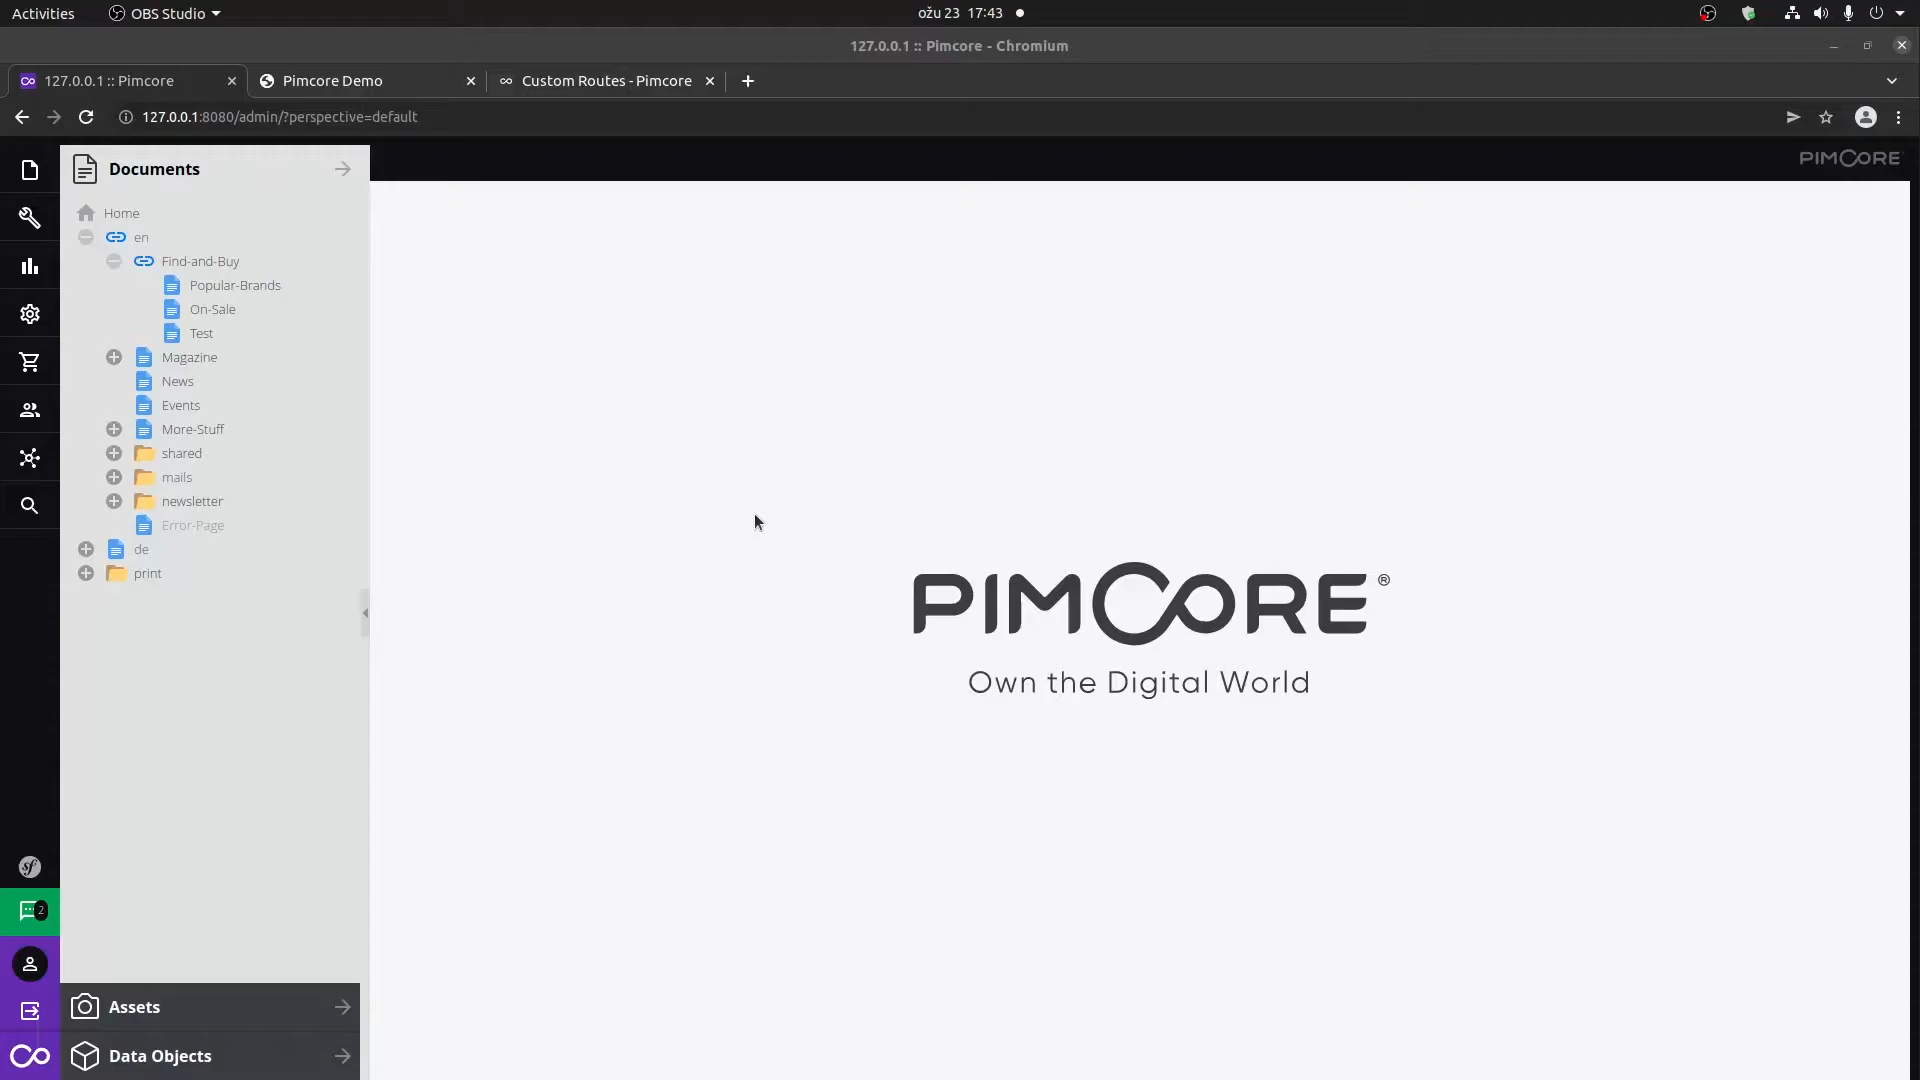 Activities
OBS Studio
ožu 23 17:43
127.0.0.1 :: Pimcore - Chromium
127.0.0.1 :: Pimcore
Pimcore Demo
Custom Routes - Pimcore
127.0.0.1:8080/admin/?perspective=default
Documents
PIMCORE
Home
en
Find-and-Buy
Popular-Brands
On-Sale
Test
Magazine
News
Events
More-Stuff
shared
mails
newsletter
Error-Page
de
print
PIMCORE®
Own the Digital World
sf
2
Assets
Data Objects